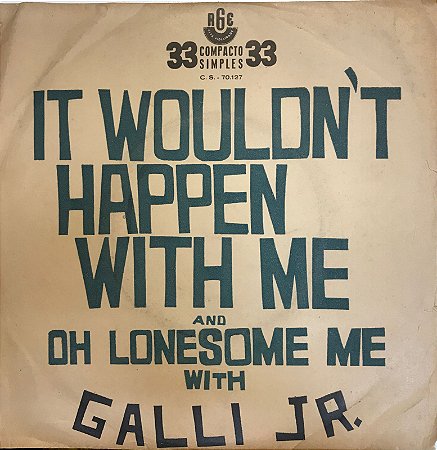 RGE
33 COMPACTO 33
SIMPLES
C. S. - 70.127
IT WOULDN'T
HAPPEN
WITH ME
AND
OH LONESOME ME
WITH
GALLI JR.